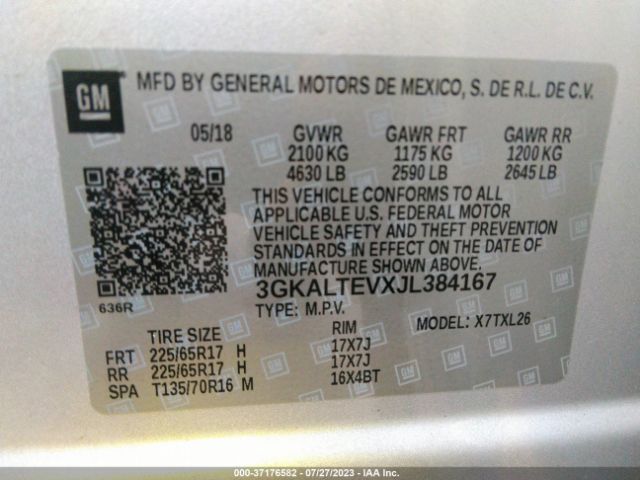 GM
MFD BY GENERAL MOTORS DE MEXICO, S. DE R.L. DE C.V.
05/18 GVWR GAWR FRT GAWR RR
2100 KG 1175 KG 1200 KG
4630 LB 2590 LB 2645 LB
THIS VEHICLE CONFORMS TO ALL
APPLICABLE U.S. FEDERAL MOTOR
VEHICLE SAFETY AND THEFT PREVENTION
STANDARDS IN EFFECT ON THE DATE OF
MANUFACTURE SHOWN ABOVE.
3GKALTEVXJL384167
636R TYPE: M.P.V. MODEL: X7TXL26
TIRE SIZE RIM
FRT 225/65R17 H 17X7J
RR 225/65R17 H 17X7J
SPA T135/70R16 M 16X4BT
000-37176582 - 07/27/2023 - IAA Inc.